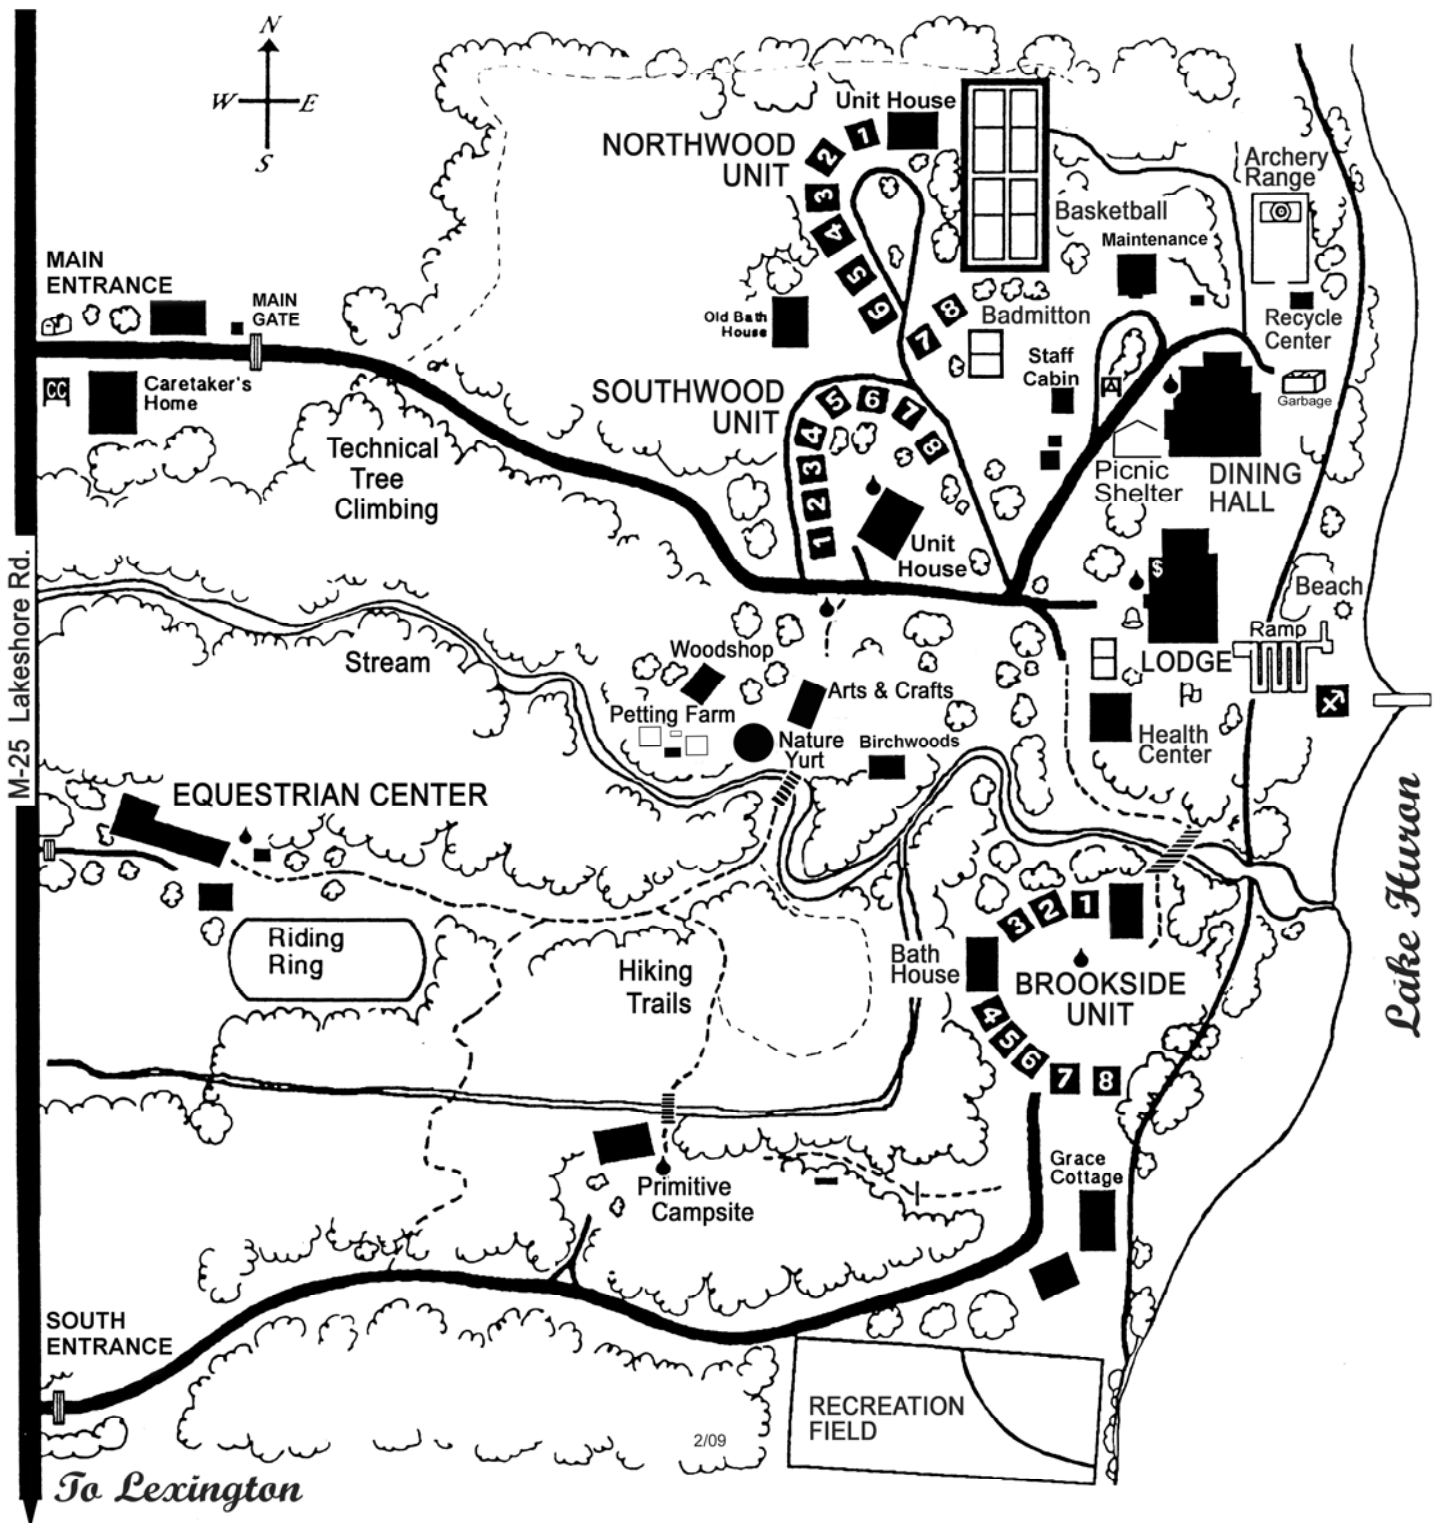 N
W E
S
Unit House
NORTHWOOD
UNIT
1
2
3
4
5
6
7
8
Archery
Range
Basketball
Maintenance
MAIN
ENTRANCE
MAIN
GATE
Old Bath
House
Badmitton
Recycle
Center
Staff
Cabin
Garbage
CC
Caretaker's
Home
SOUTHWOOD
UNIT
1
2
3
4
5
6
7
8
Technical
Tree
Climbing
Picnic
Shelter
DINING
HALL
Unit
House
$
Beach
Ramp
M-25 Lakeshore Rd.
Stream
Woodshop
LODGE
Arts & Crafts
Petting Farm
Nature
Yurt
Birchwoods
Health
Center
EQUESTRIAN CENTER
Lake Huron
3
2
1
Riding
Ring
Hiking
Trails
Bath
House
BROOKSIDE
UNIT
4
5
6
7
8
Primitive
Campsite
Grace
Cottage
SOUTH
ENTRANCE
RECREATION
FIELD
2/09
To Lexington